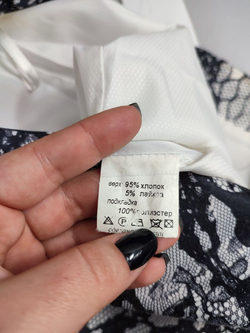 верх: 95% хлопок
5% лайкра
подкладка
100% полиэстер